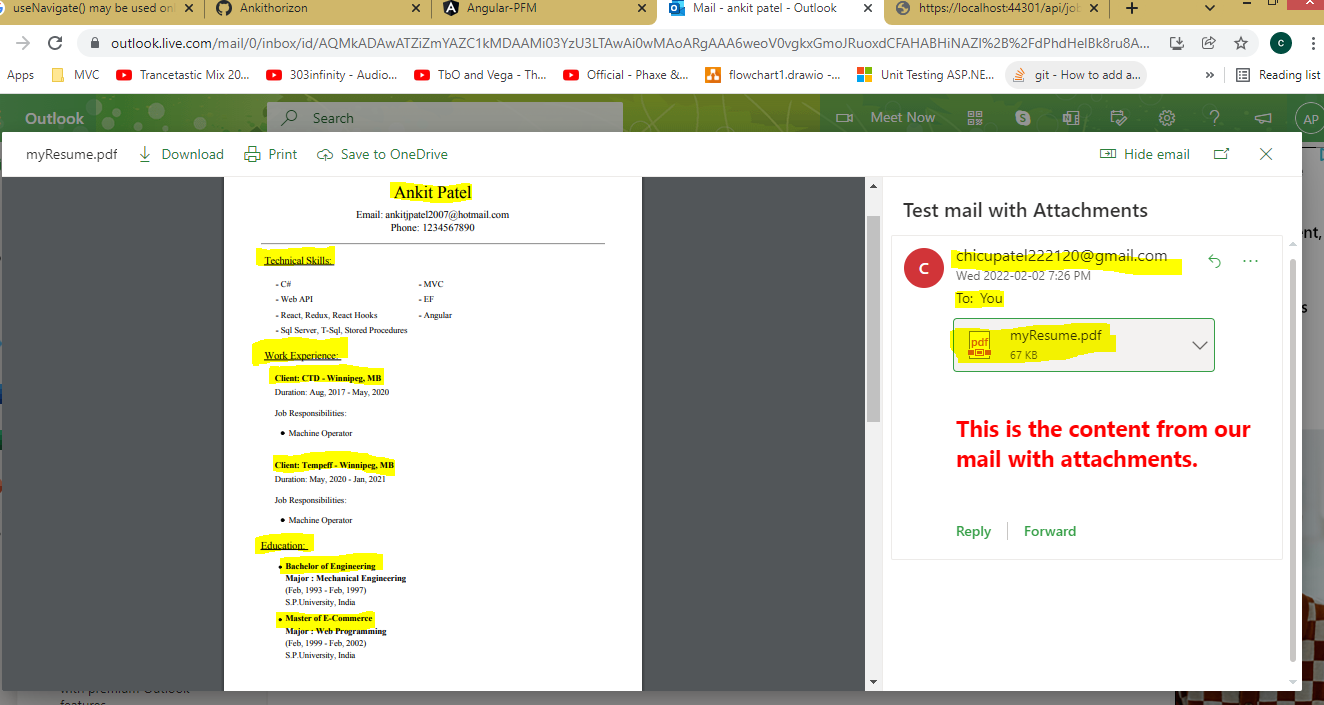 useNavigate() may be used on
Ankithorizon
Angular-PFM
Mail - ankit patel - Outlook
https://localhost:44301/api/job
outlook.live.com/mail/0/inbox/id/AQMkADAwATZiZmYAZC1kMDAAMi03YzU3LTAwAi0wMAoARgAAA6weoV0vgkxGmoJRuoxdCFAHABHiNAZI%2B%2FdPhdHelBk8ru8A...
C
Apps
MVC
Trancetastic Mix 20...
303infinity - Audio...
TbO and Vega - Th...
Official - Phaxe &...
flowchart1.drawio -...
Unit Testing ASP.NE...
git - How to add a...
»
Reading list
Outlook
Search
Meet Now
AP
myResume.pdf
Download
Print
Save to OneDrive
Hide email
Ankit Patel
Email: ankitjpatel2007@hotmail.com
Phone: 1234567890
Technical Skills:
- C#
- MVC
- Web API
- EF
- React, Redux, React Hooks
- Angular
- Sql Server, T-Sql, Stored Procedures
Work Experience:
Client: CTD - Winnipeg, MB
Duration: Aug, 2017 - May, 2020
Job Responsibilities:
● Machine Operator
Client: Tempeff - Winnipeg, MB
Duration: May, 2020 - Jan, 2021
Job Responsibilities:
● Machine Operator
Education:
● Bachelor of Engineering
Major : Mechanical Engineering
(Feb, 1993 - Feb, 1997)
S.P.University, India
● Master of E-Commerce
Major : Web Programming
(Feb, 1999 - Feb, 2002)
S.P.University, India
Test mail with Attachments
C
chicupatel222120@gmail.com
Wed 2022-02-02 7:26 PM
To: You
pdf
myResume.pdf
67 KB
This is the content from our
mail with attachments.
Reply
Forward
with premium Outlook
features